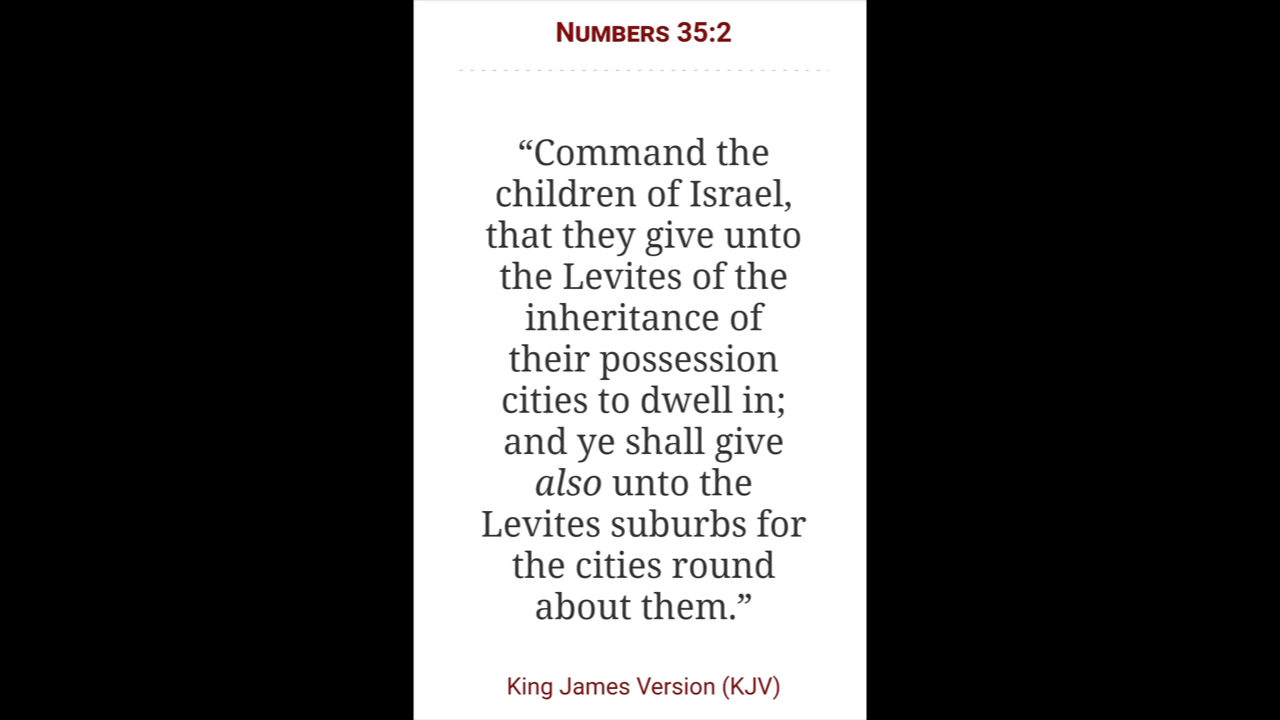 Numbers 35:2
“Command the
children of Israel,
that they give unto
the Levites of the
inheritance of
their possession
cities to dwell in;
and ye shall give
also unto the
Levites suburbs for
the cities round
about them.”
King James Version (KJV)